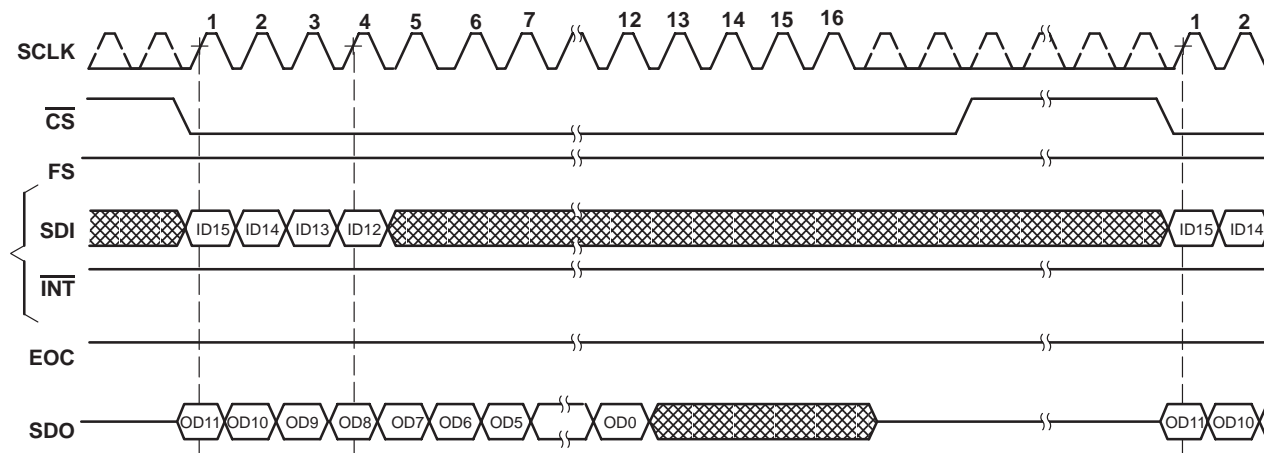 1 2 3 4 5 6 7 12 13 14 15 16 1 2
SCLK
CS
FS
SDI ID15 ID14 ID13 ID12 ID15 ID14
INT
EOC
SDO OD11 OD10 OD9 OD8 OD7 OD6 OD5 OD0 OD11 OD10